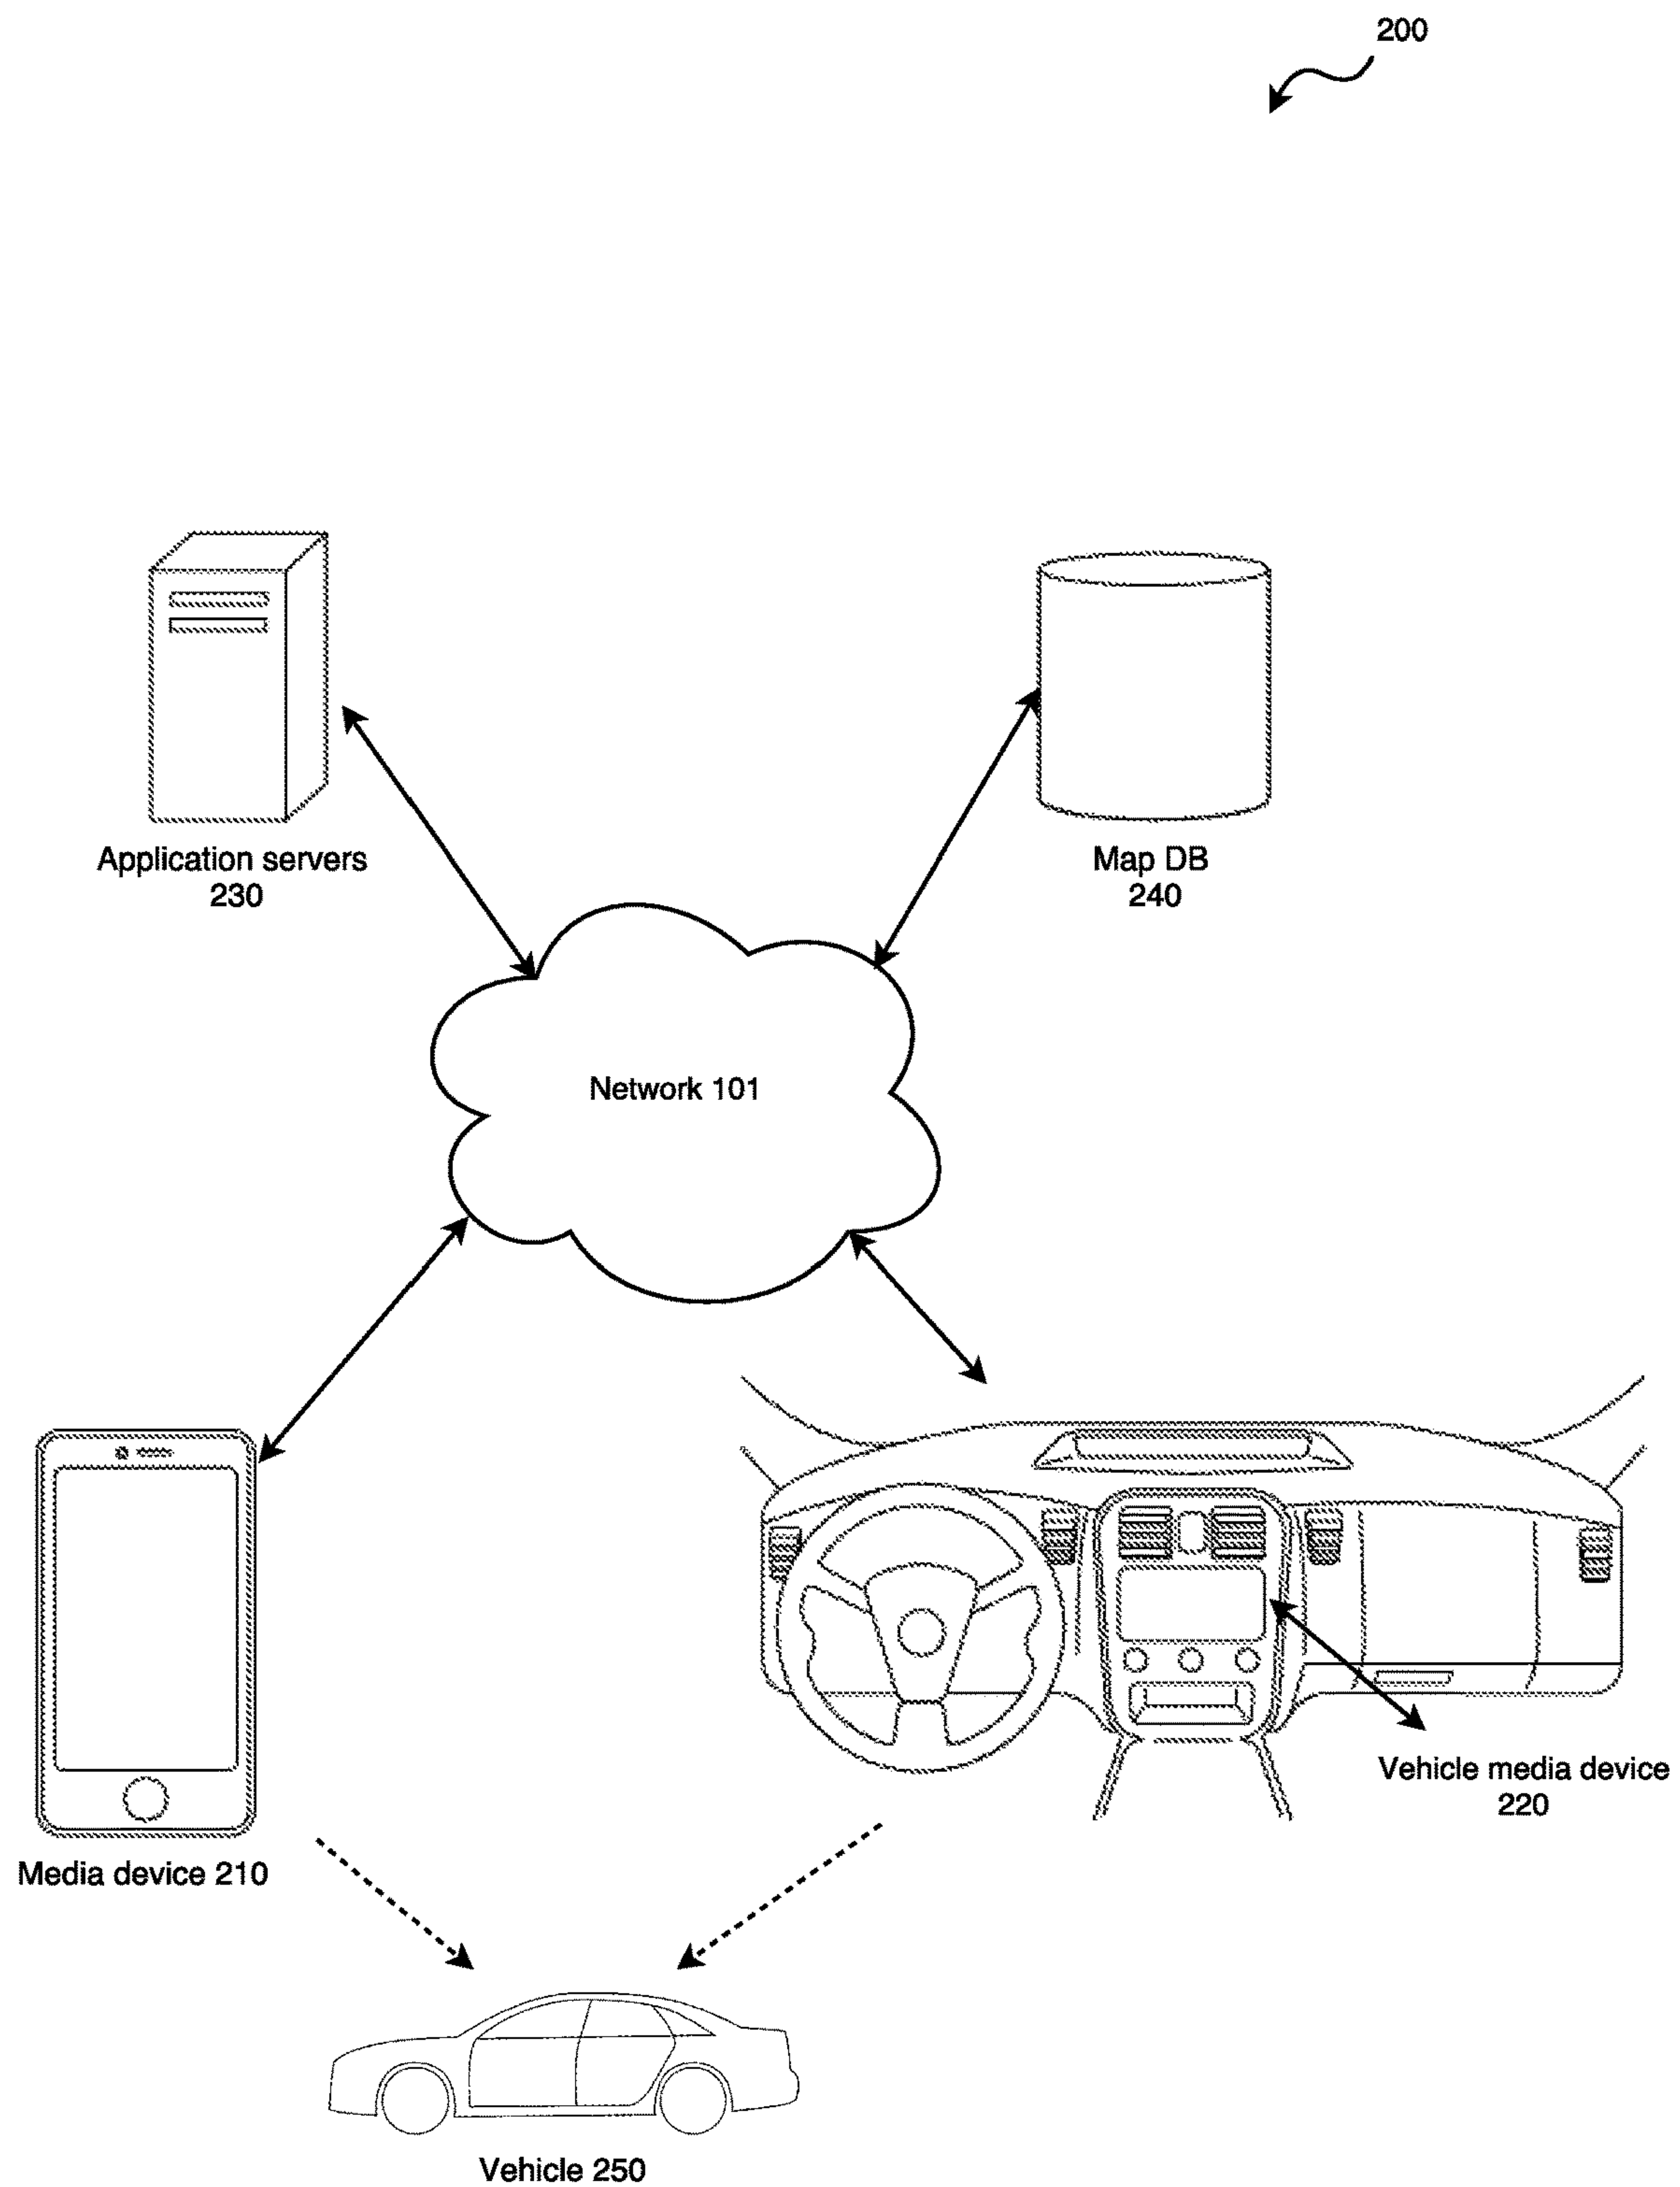 200
Application servers
230
Map DB
240
Network 101
Vehicle media device
220
Media device 210
Vehicle 250